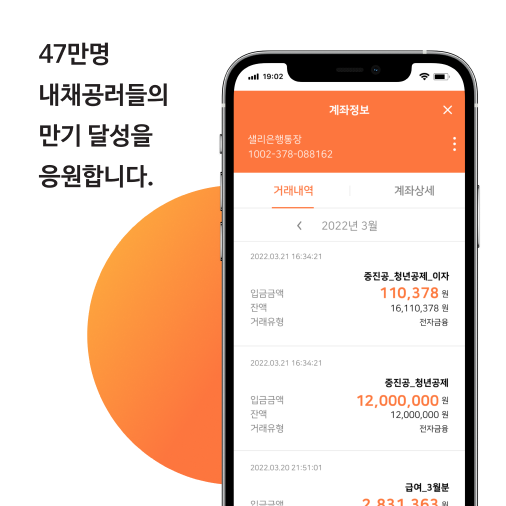 47만명
내채공러들의
만기 달성을
응원합니다.
19:02
계좌정보
샐리은행통장
1002-378-088162
거래내역 계좌상세
2022년 3월
2022.03.21 16:34:21
중진공_청년공제_이자
입금금액 110,378 원
잔액 16,110,378 원
거래유형 전자금융
2022.03.21 16:34:21
중진공_청년공제
입금금액 12,000,000 원
잔액 12,000,000 원
거래유형 전자금융
2022.03.20 21:51:01
급여_3월분
입금금액 2,831,363 원